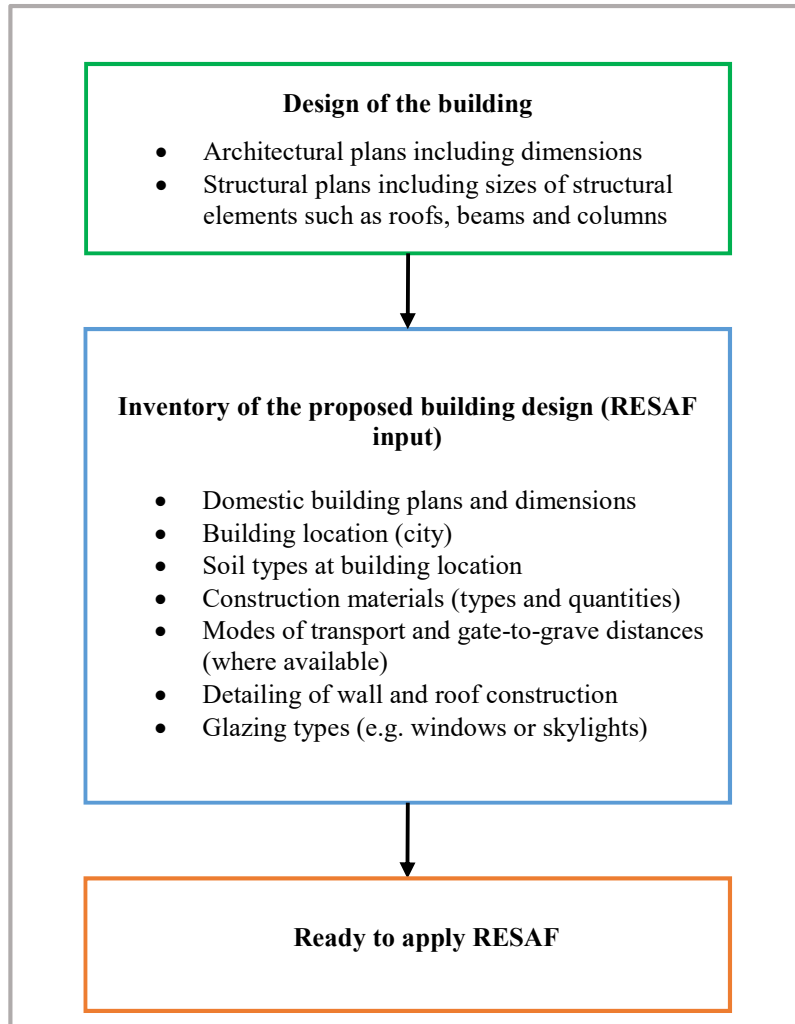 Design of the building
• Architectural plans including dimensions
• Structural plans including sizes of structural
elements such as roofs, beams and columns
Inventory of the proposed building design (RESAF
input)
• Domestic building plans and dimensions
• Building location (city)
• Soil types at building location
• Construction materials (types and quantities)
• Modes of transport and gate-to-grave distances
(where available)
• Detailing of wall and roof construction
• Glazing types (e.g. windows or skylights)
Ready to apply RESAF